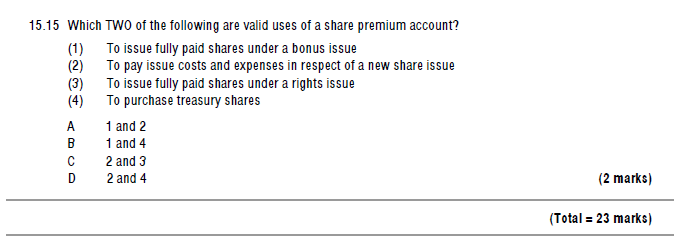 15.15 Which TWO of the following are valid uses of a share premium account?
(1) To issue fully paid shares under a bonus issue
(2) To pay issue costs and expenses in respect of a new share issue
(3) To issue fully paid shares under a rights issue
(4) To purchase treasury shares
A 1 and 2
B 1 and 4
C 2 and 3
D 2 and 4 (2 marks)
(Total = 23 marks)